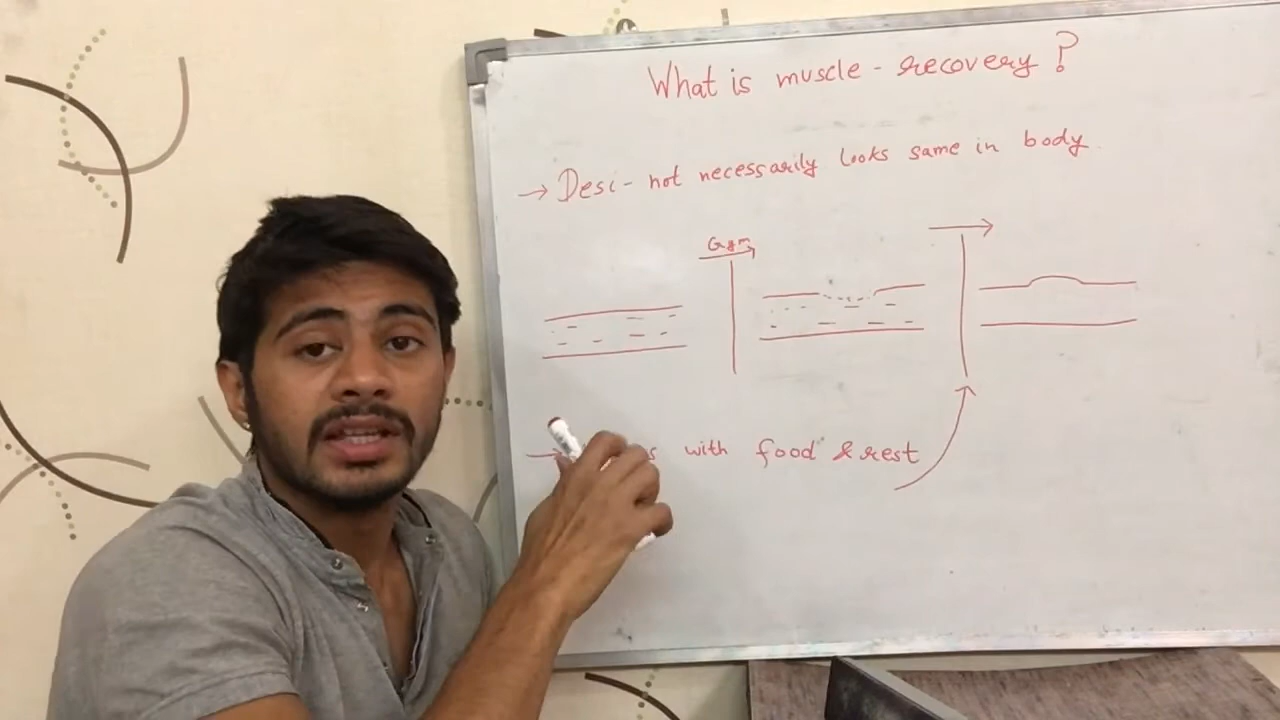 What is muscle - recovery ?
→ Desi - not necessarily looks same in body
Gym
with food & rest